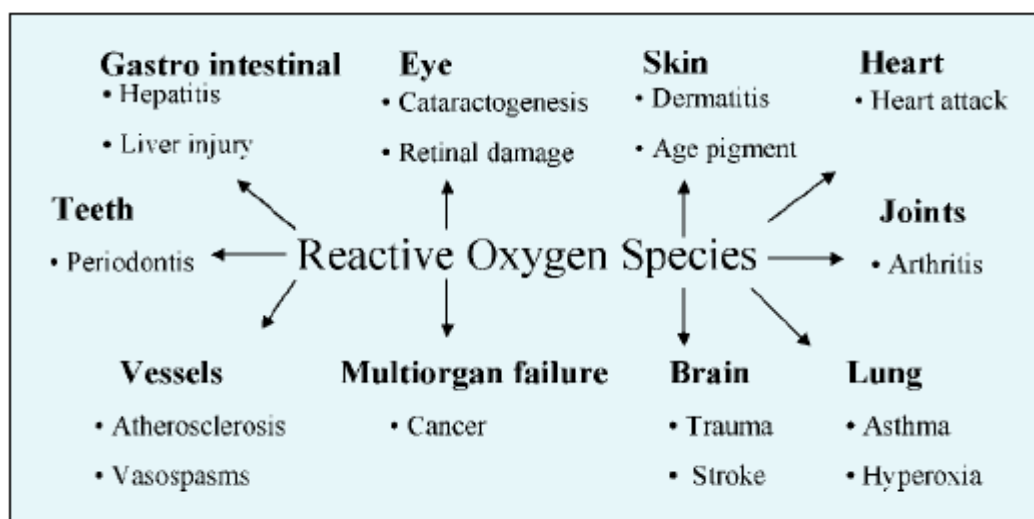 Gastro intestinal
• Hepatitis
• Liver injury
Eye
• Cataractogenesis
• Retinal damage
Skin
• Dermatitis
• Age pigment
Heart
• Heart attack
Teeth
• Periodontis
Reactive Oxygen Species
Joints
• Arthritis
Vessels
• Atherosclerosis
• Vasospasms
Multiorgan failure
• Cancer
Brain
• Trauma
• Stroke
Lung
• Asthma
• Hyperoxia